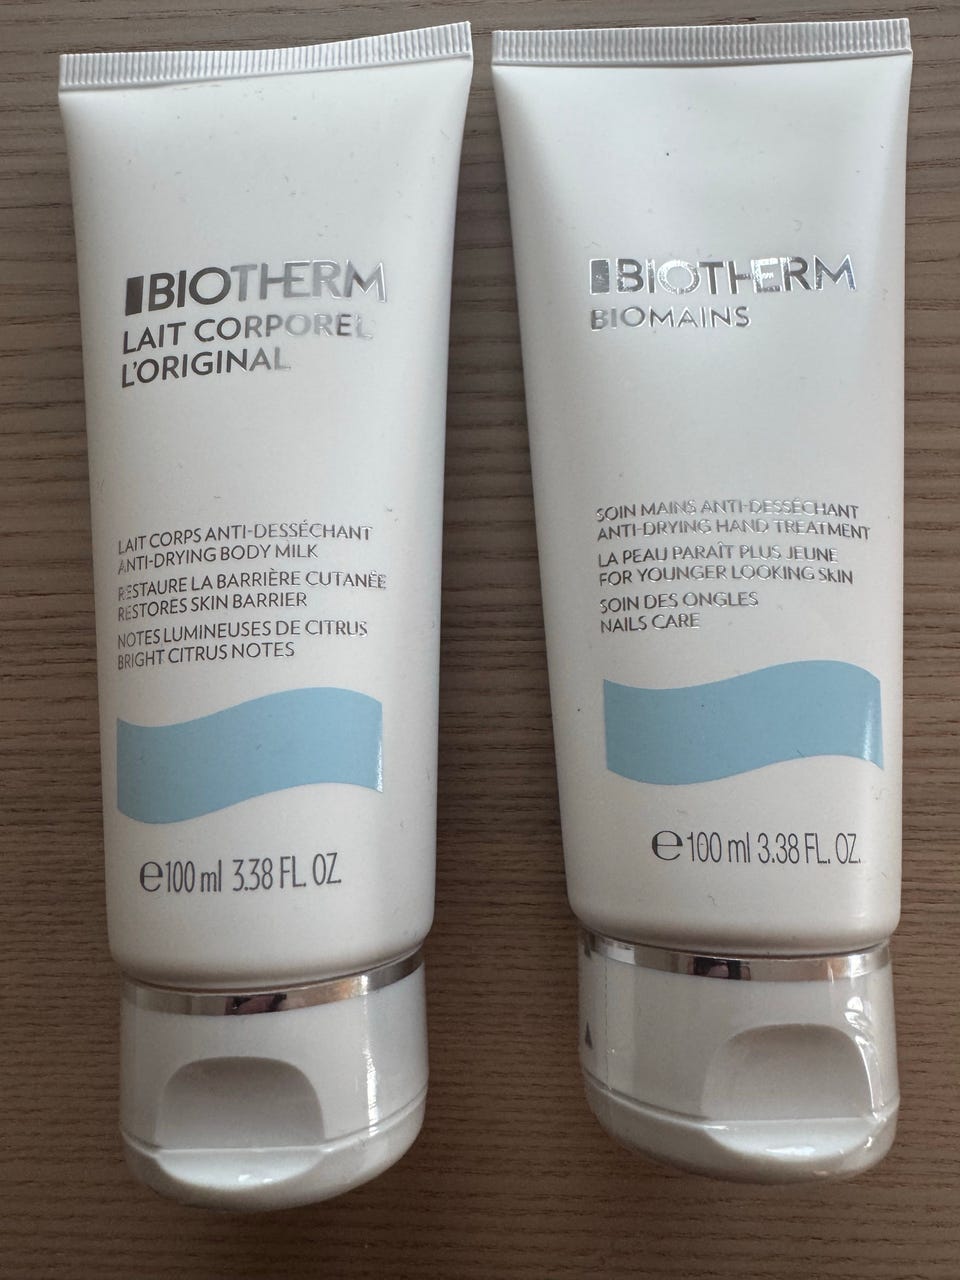 BIOTHERM
LAIT CORPOREL
L'ORIGINAL
LAIT CORPS ANTI-DESSÉCHANT
ANTI-DRYING BODY MILK
RESTAURE LA BARRIÈRE CUTANÉE
RESTORES SKIN BARRIER
NOTES LUMINEUSES DE CITRUS
BRIGHT CITRUS NOTES
℮100 ml 3.38 FL. OZ.
BIOTHERM
BIOMAINS
SOIN MAINS ANTI-DESSÉCHANT
ANTI-DRYING HAND TREATMENT
LA PEAU PARAÎT PLUS JEUNE
FOR YOUNGER LOOKING SKIN
SOIN DES ONGLES
NAILS CARE
℮100 ml 3.38 FL. OZ.